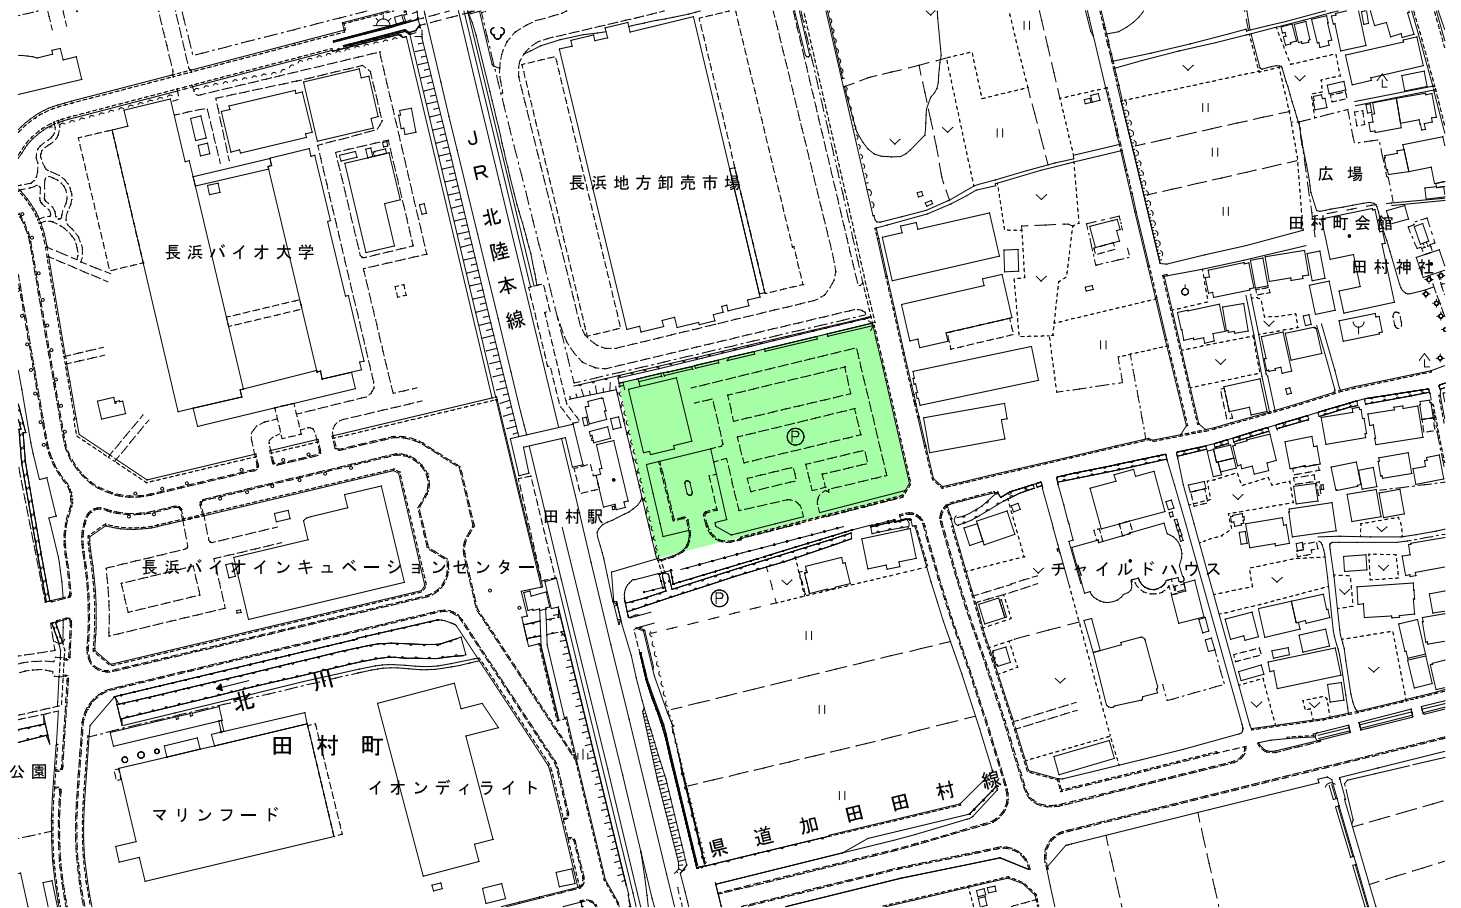 JR北陸本線
長浜地方卸売市場
広場
田村町会館
田村神社
長浜バイオ大学
P
田村駅
長浜バイオインキュベーションセンター
チャイルドハウス
P
北川
田村町
公園
イオンディライト
マリンフード
県道加田田村線